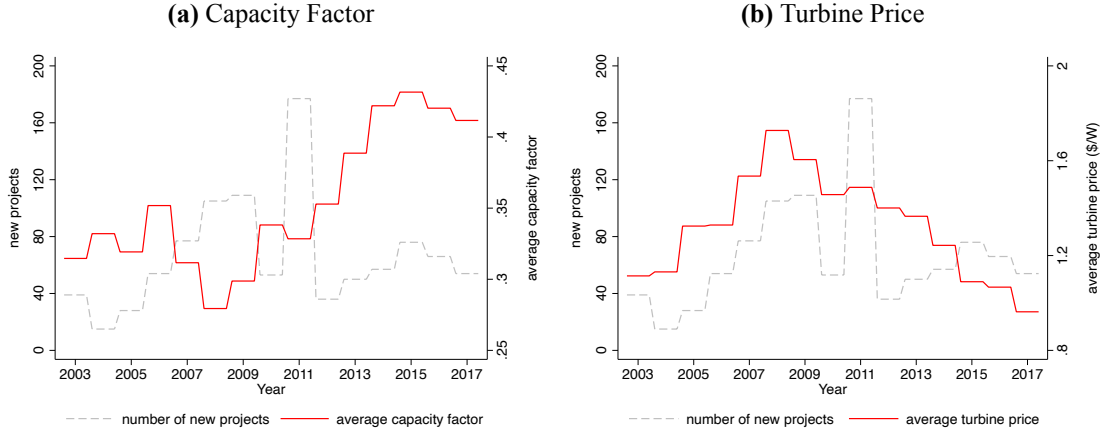 (a) Capacity Factor
200
160
120
80
40
0
new projects
.45
.4
.35
.3
.25
average capacity factor
2003 2005 2007 2009 2011 2013 2015 2017
Year
number of new projects average capacity factor
(b) Turbine Price
200
160
120
80
40
0
new projects
2
1.6
1.2
.8
average turbine price ($/W)
2003 2005 2007 2009 2011 2013 2015 2017
Year
number of new projects average turbine price